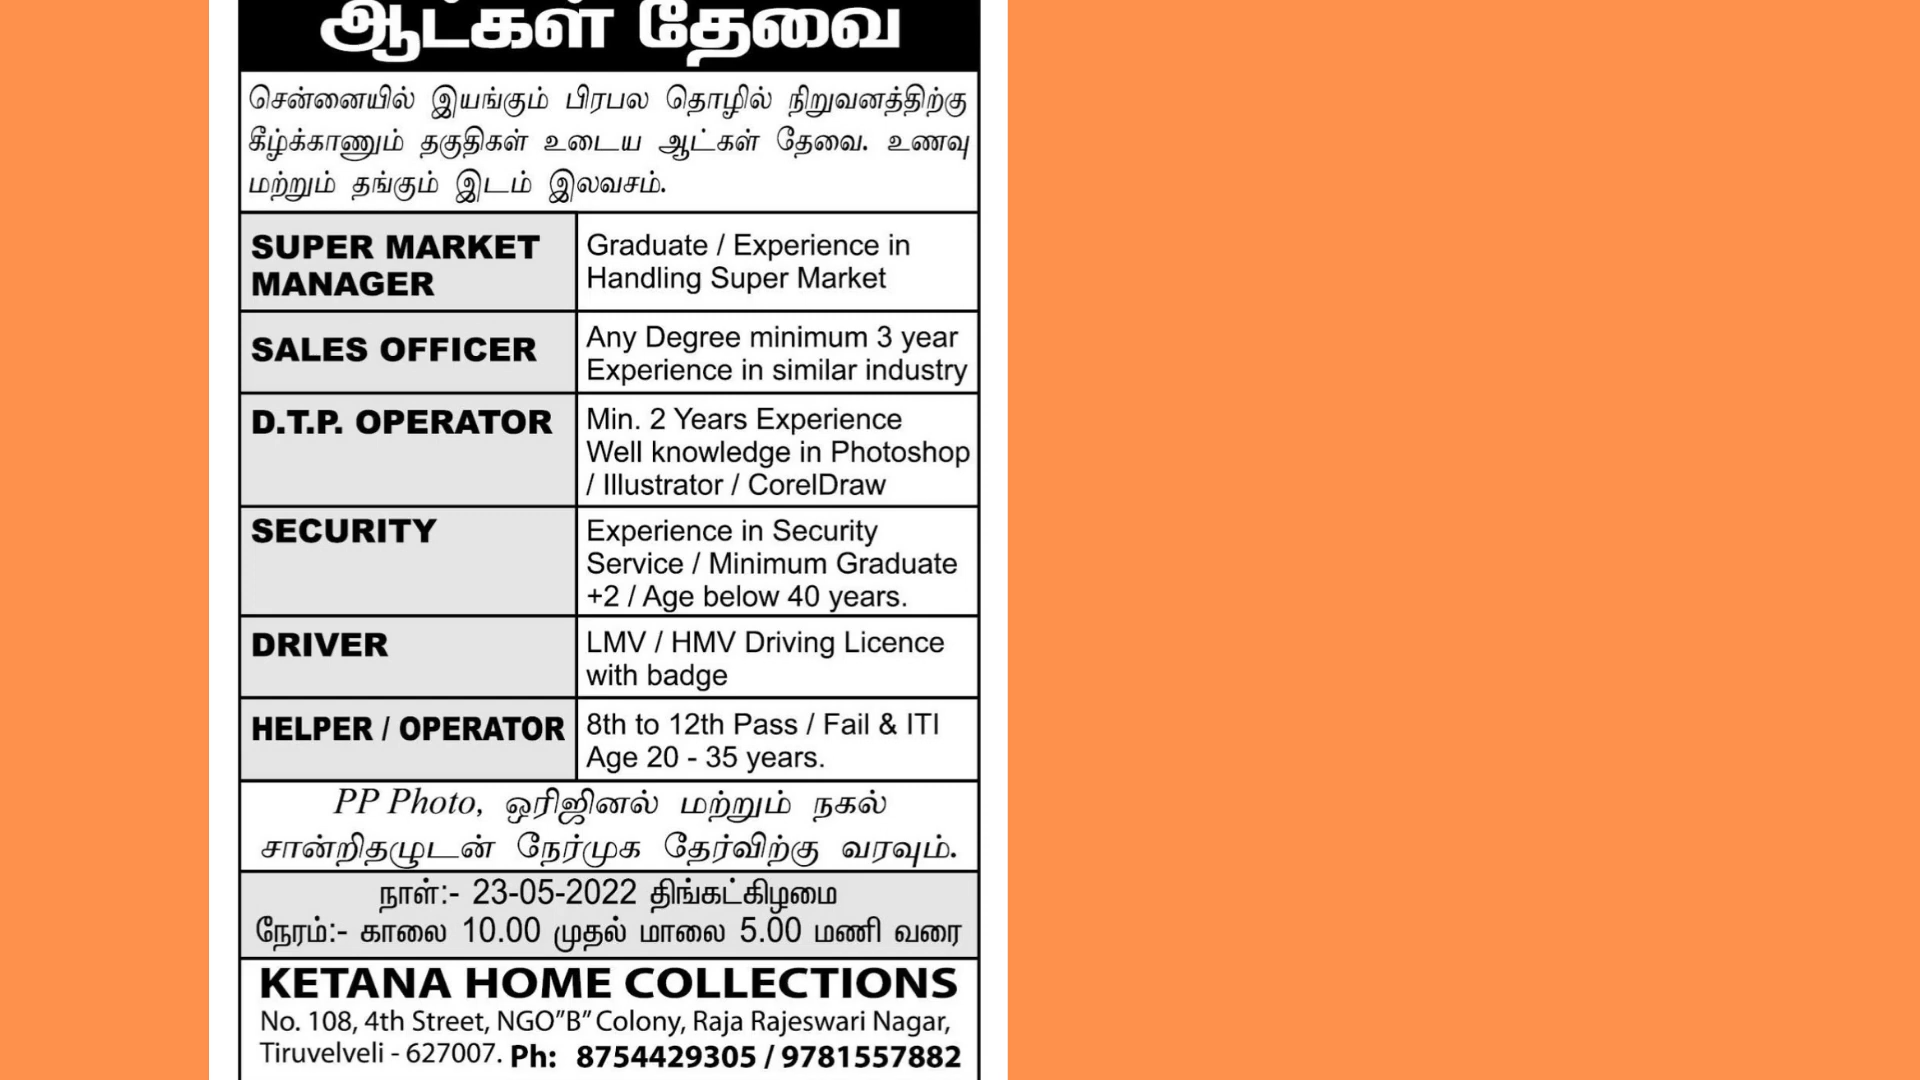 ஆட்கள் தேவை
சென்னையில் இயங்கும் பிரபல தொழில் நிறுவனத்திற்கு
கீழ்க்காணும் தகுதிகள் உடைய ஆட்கள் தேவை. உணவு
மற்றும் தங்கும் இடம் இலவசம்.
SUPER MARKET
MANAGER
Graduate / Experience in
Handling Super Market
SALES OFFICER
Any Degree minimum 3 year
Experience in similar industry
D.T.P. OPERATOR
Min. 2 Years Experience
Well knowledge in Photoshop
/ Illustrator / CorelDraw
SECURITY
Experience in Security
Service / Minimum Graduate
+2 / Age below 40 years.
DRIVER
LMV / HMV Driving Licence
with badge
HELPER / OPERATOR
8th to 12th Pass / Fail & ITI
Age 20 - 35 years.
PP Photo, ஒரிஜினல் மற்றும் நகல்
சான்றிதழுடன் நேர்முக தேர்விற்கு வரவும்.
நாள்:- 23-05-2022 திங்கட்கிழமை
நேரம்:- காலை 10.00 முதல் மாலை 5.00 மணி வரை
KETANA HOME COLLECTIONS
No. 108, 4th Street, NGO”B” Colony, Raja Rajeswari Nagar,
Tiruvelveli - 627007. Ph: 8754429305 / 9781557882